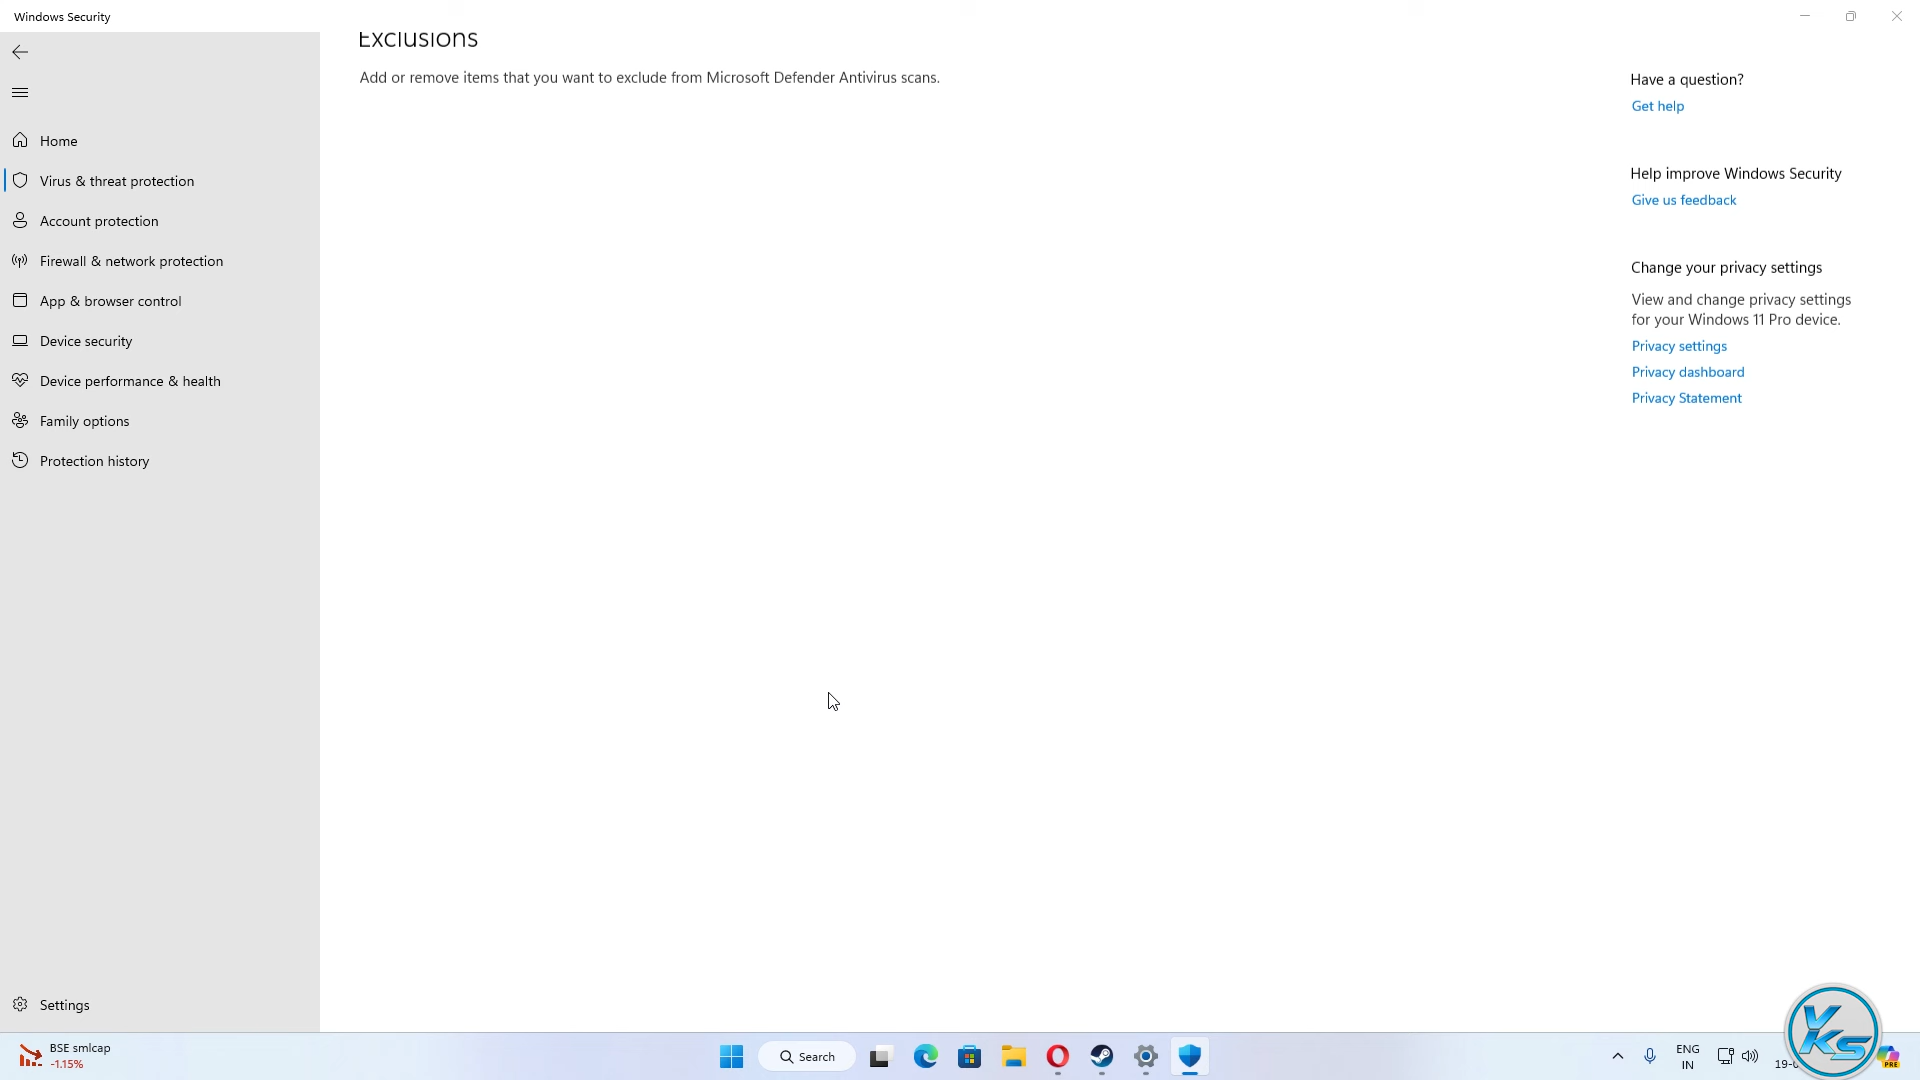 Windows Security
Exclusions
Add or remove items that you want to exclude from Microsoft Defender Antivirus scans.
Home
Virus & threat protection
Account protection
Firewall & network protection
App & browser control
Device security
Device performance & health
Family options
Protection history
Settings
Have a question?
Get help
Help improve Windows Security
Give us feedback
Change your privacy settings
View and change privacy settings
for your Windows 11 Pro device.
Privacy settings
Privacy dashboard
Privacy Statement
BSE smlcap
-1.15%
Search
ENG
IN
19-
YKS
PRE